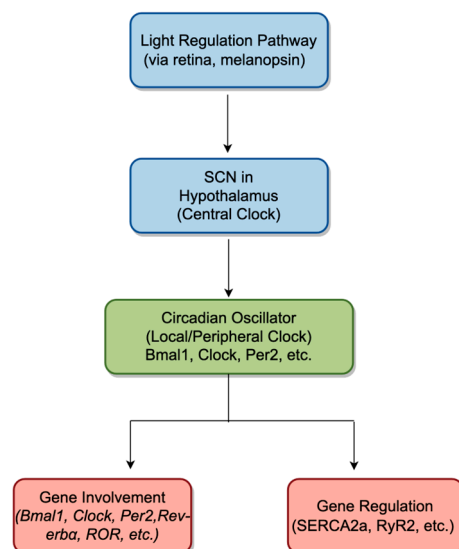 Light Regulation Pathway
(via retina, melanopsin)
SCN in
Hypothalamus
(Central Clock)
Circadian Oscillator
(Local/Peripheral Clock)
Bmal1, Clock, Per2, etc.
Gene Involvement
(Bmal1, Clock, Per2,Rev-
erbα, ROR, etc.)
Gene Regulation
(SERCA2a, RyR2, etc.)